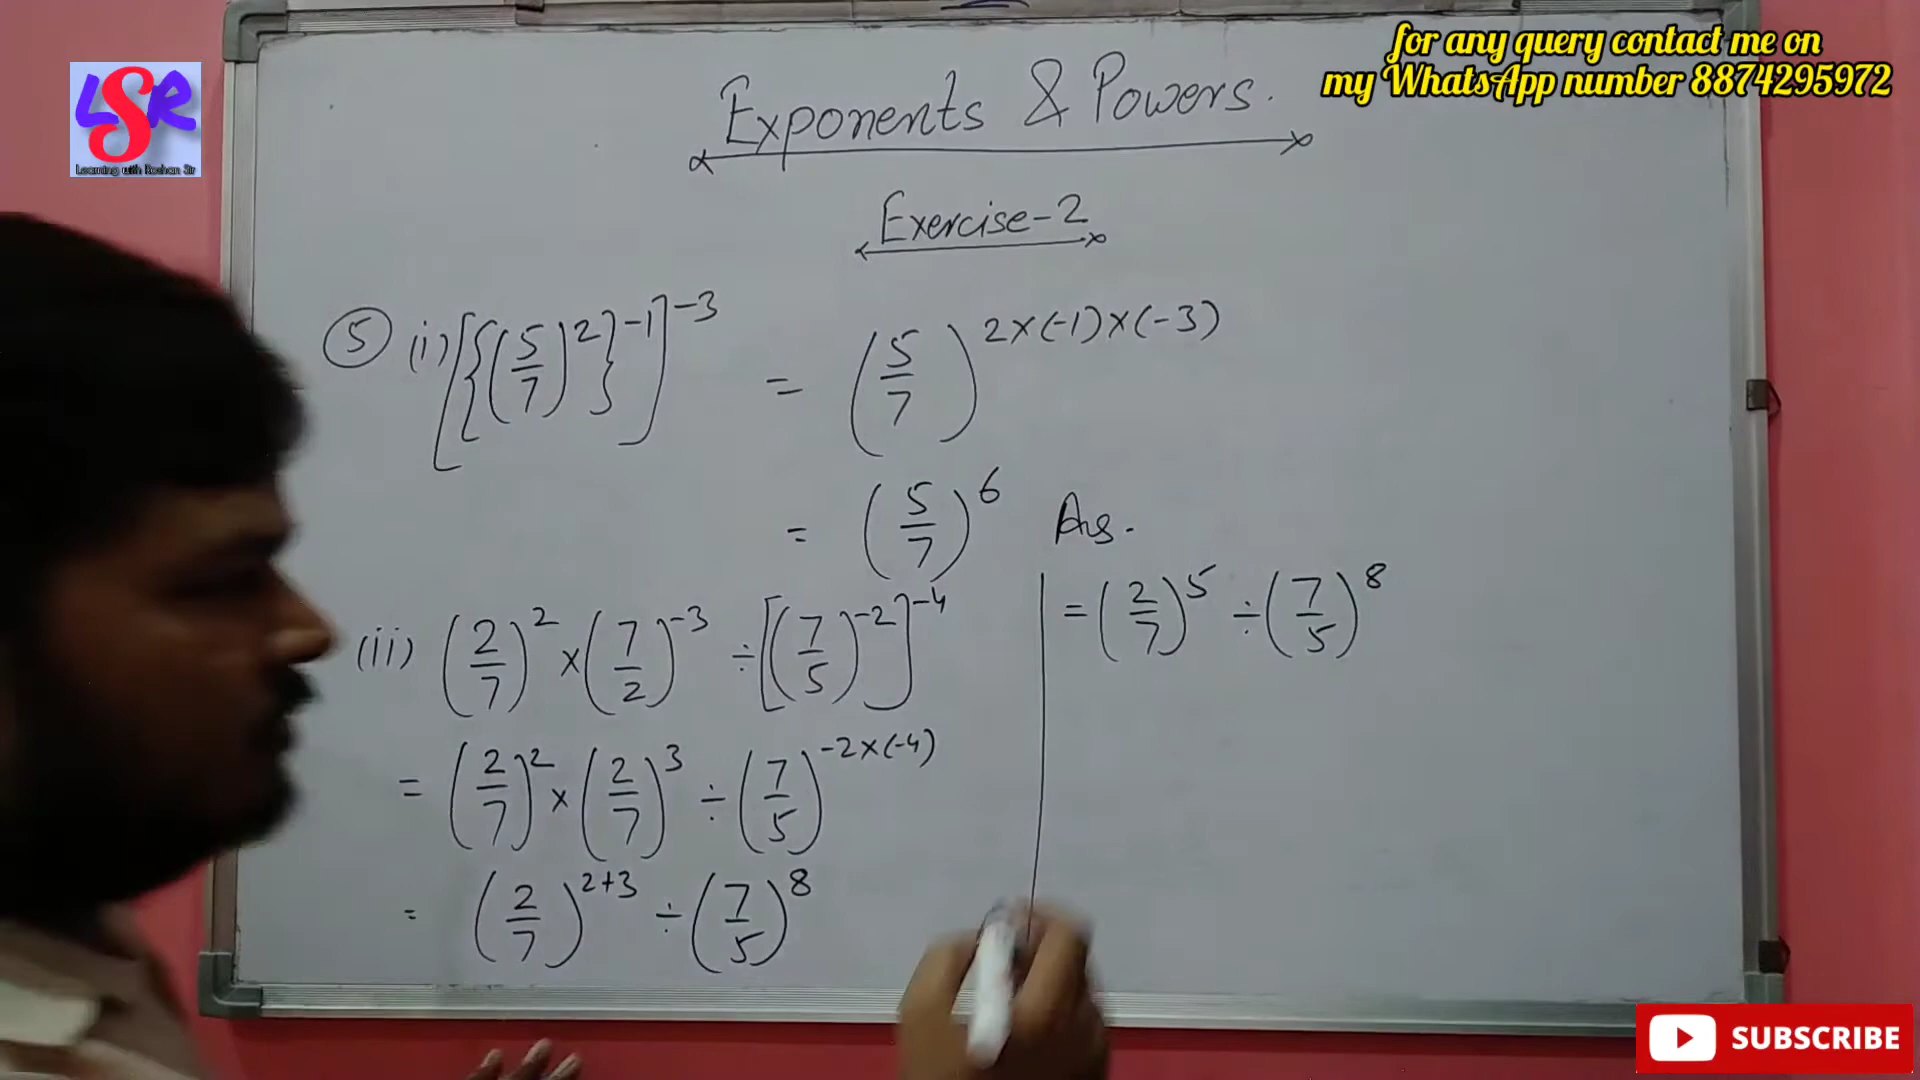 for any query contact me on
my WhatsApp number 8874295972
LSR
Learning with Roshan Sir
Exponents & Powers.
Exercise-2
(5) (i) [{(5/7)^2}^-1]^-3 = (5/7)^2×(-1)×(-3)
= (5/7)^6 Ans.
(ii) (2/7)^2 × (7/2)^-3 ÷ [(7/5)^-2]^-4
= (2/7)^2 × (2/7)^3 ÷ (7/5)^-2×(-4)
= (2/7)^2+3 ÷ (7/5)^8
= (2/7)^5 ÷ (7/5)^8
SUBSCRIBE